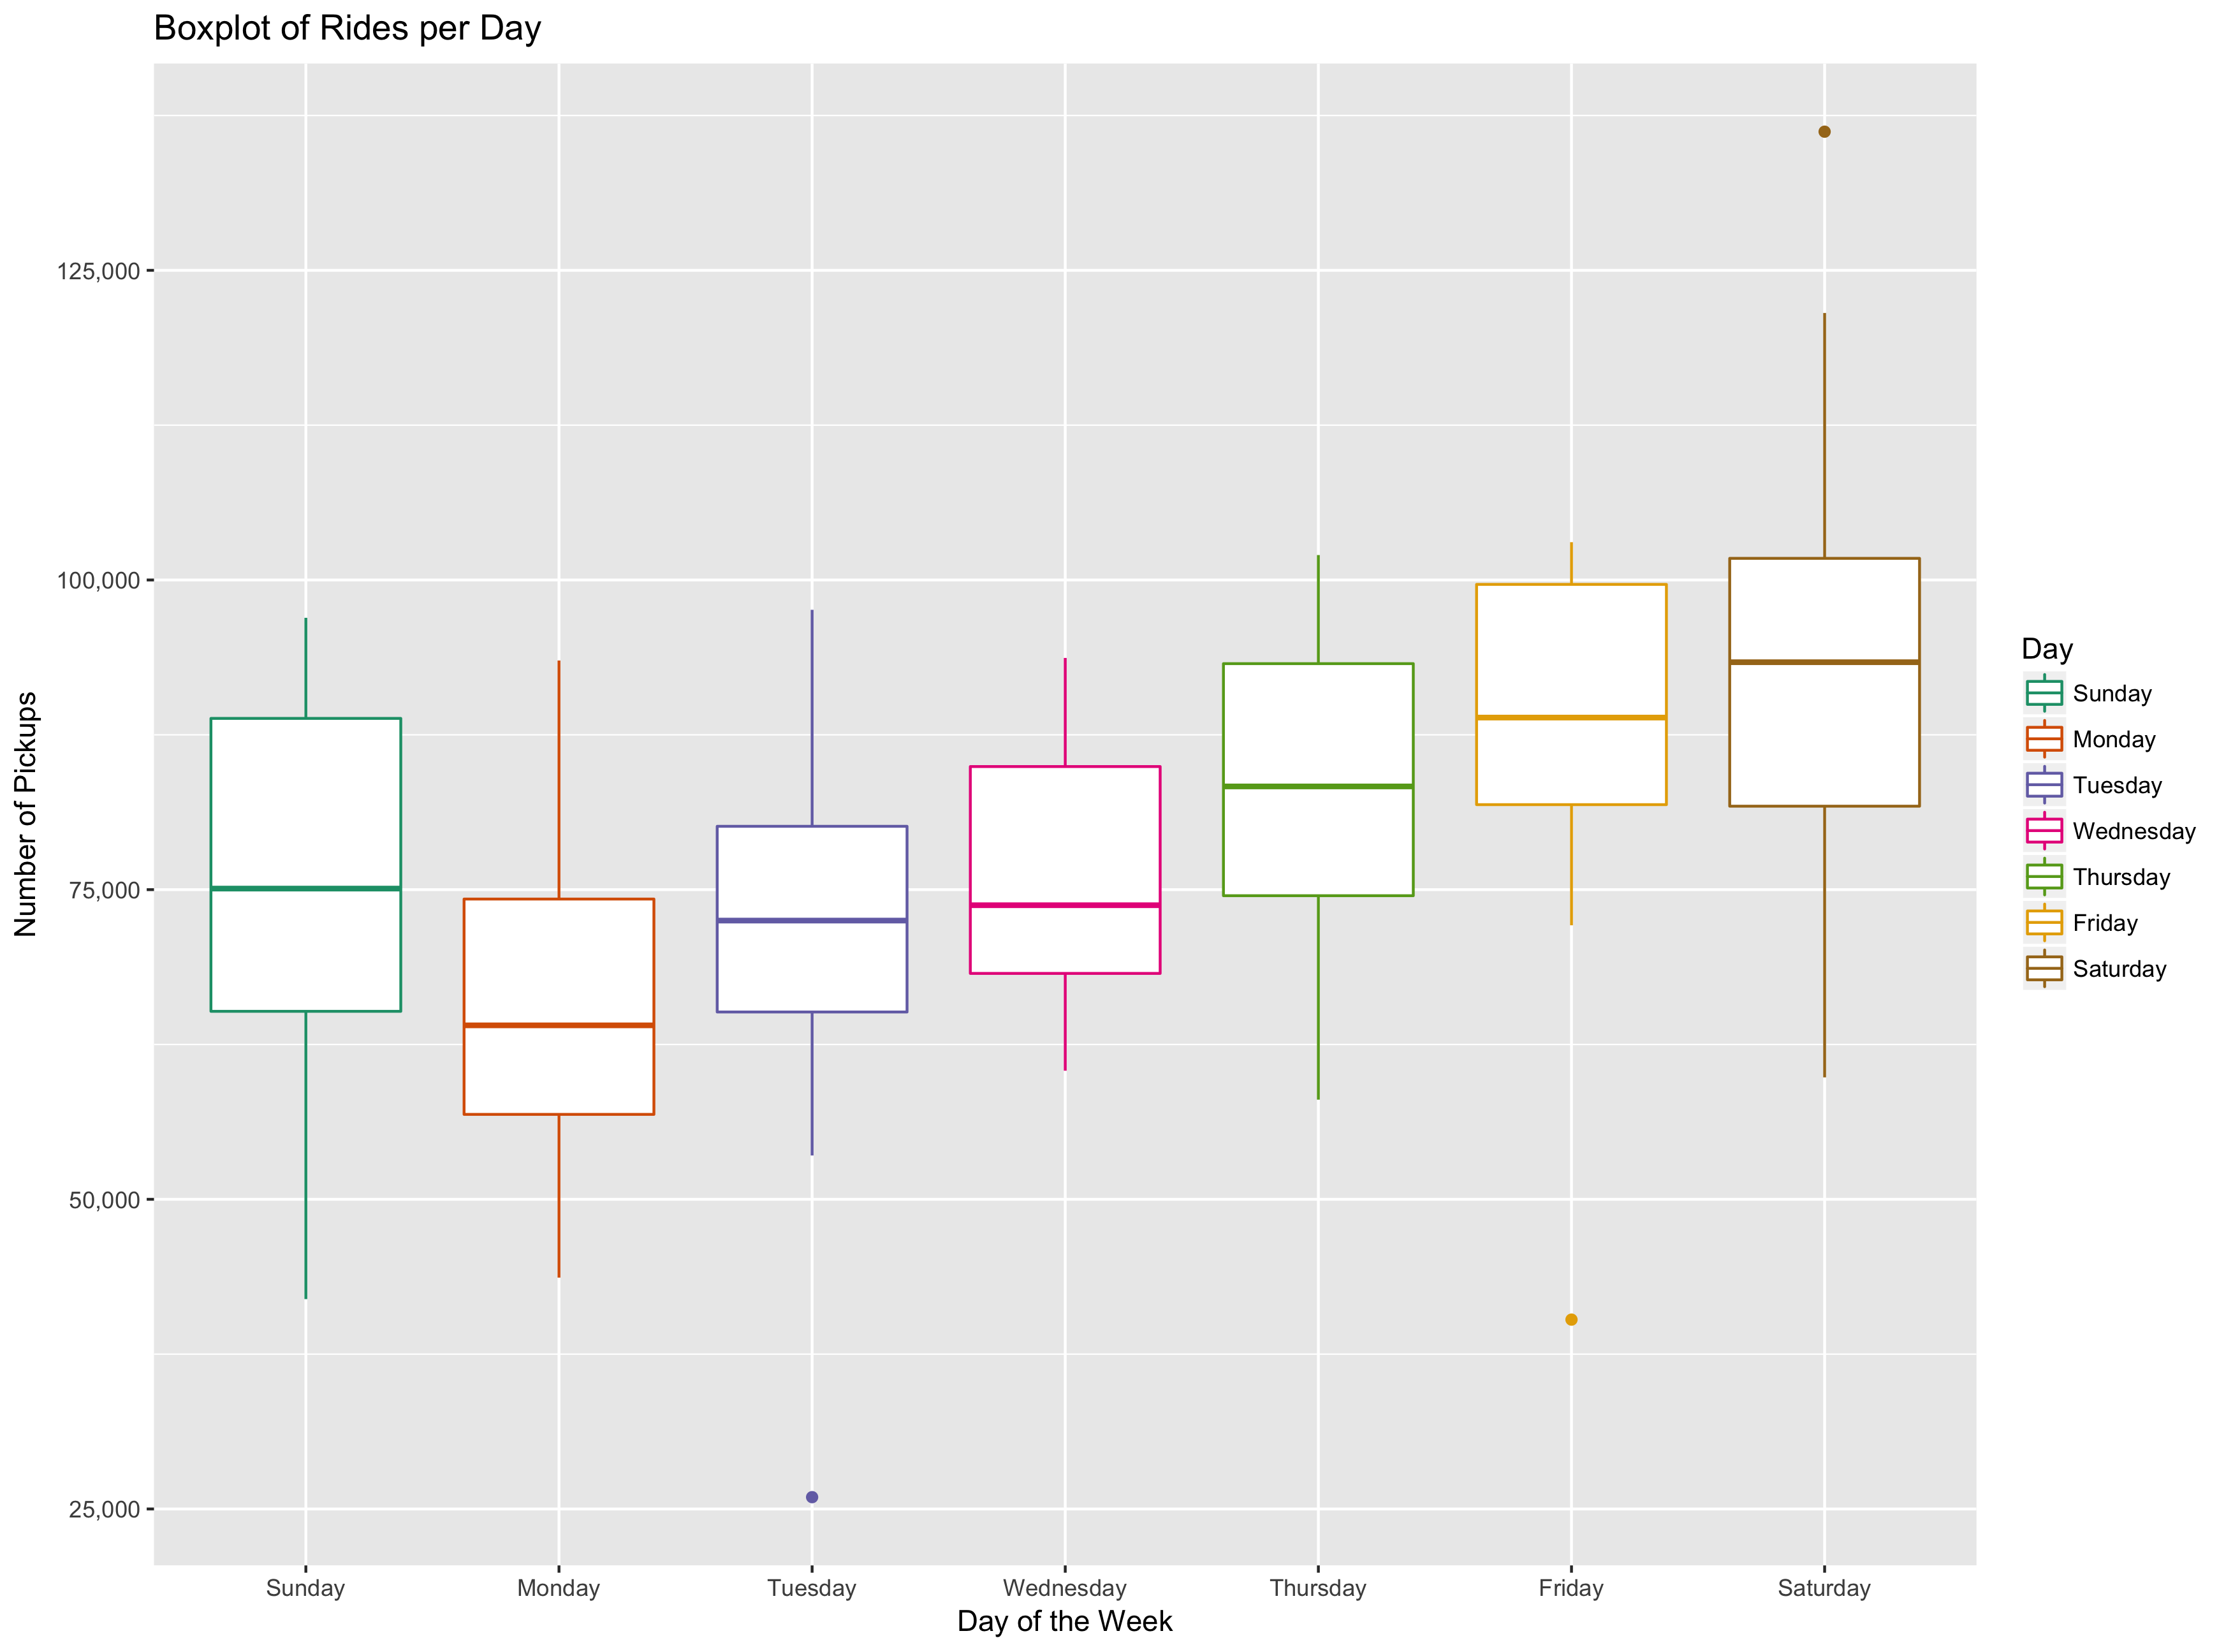 Boxplot of Rides per Day
Number of Pickups
125,000
100,000
75,000
50,000
25,000
Sunday
Monday
Tuesday
Wednesday
Thursday
Friday
Saturday
Day of the Week
Day
Sunday
Monday
Tuesday
Wednesday
Thursday
Friday
Saturday